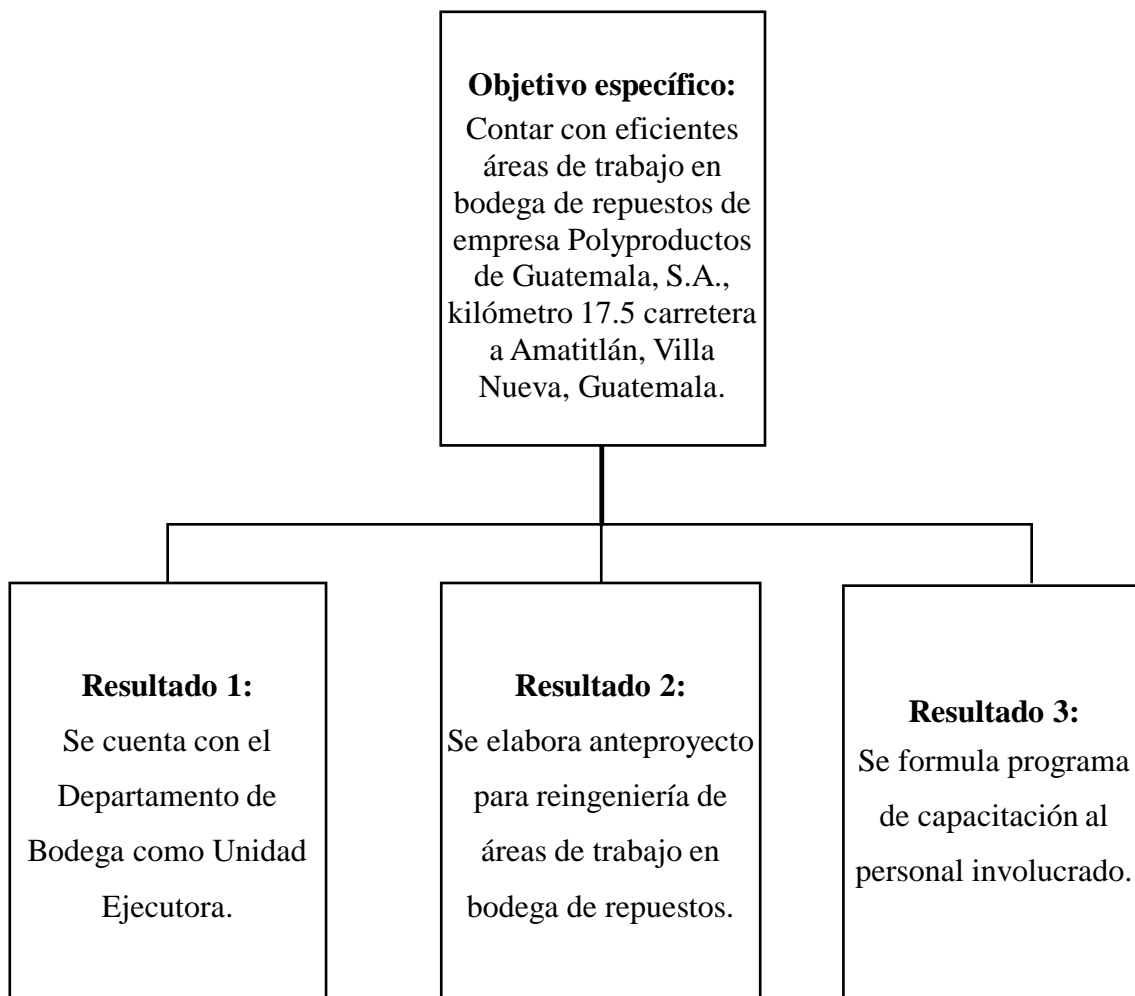 Objetivo específico:
Contar con eficientes
áreas de trabajo en
bodega de repuestos de
empresa Polyproductos
de Guatemala, S.A.,
kilómetro 17.5 carretera
a Amatitlán, Villa
Nueva, Guatemala.
Resultado 1:
Se cuenta con el
Departamento de
Bodega como Unidad
Ejecutora.
Resultado 2:
Se elabora anteproyecto
para reingeniería de
áreas de trabajo en
bodega de repuestos.
Resultado 3:
Se formula programa
de capacitación al
personal involucrado.